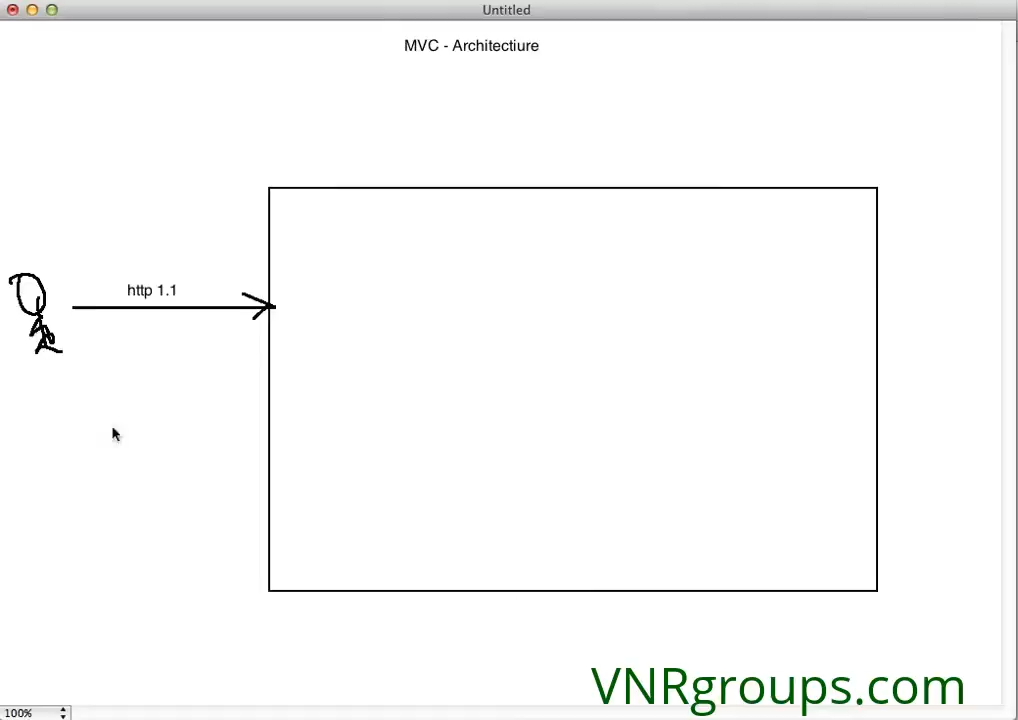 Untitled
MVC - Architectiure
http 1.1
VNRgroups.com
100%